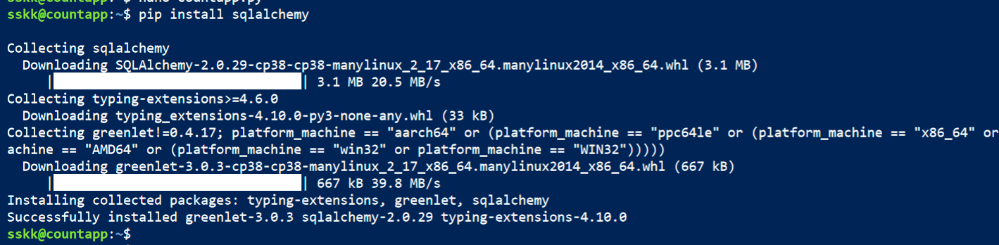 sskk@countapp:~$ nano countapp.py
sskk@countapp:~$ pip install sqlalchemy
Collecting sqlalchemy
  Downloading SQLAlchemy-2.0.29-cp38-cp38-manylinux_2_17_x86_64.manylinux2014_x86_64.whl (3.1 MB)
     | | 3.1 MB 20.5 MB/s
Collecting typing-extensions>=4.6.0
  Downloading typing_extensions-4.10.0-py3-none-any.whl (33 kB)
Collecting greenlet!=0.4.17; platform_machine == "aarch64" or (platform_machine == "ppc64le" or (platform_machine == "x86_64" or
achine == "AMD64" or (platform_machine == "win32" or platform_machine == "WIN32")))))
  Downloading greenlet-3.0.3-cp38-cp38-manylinux_2_17_x86_64.manylinux2014_x86_64.whl (667 kB)
     | | 667 kB 39.8 MB/s
Installing collected packages: typing-extensions, greenlet, sqlalchemy
Successfully installed greenlet-3.0.3 sqlalchemy-2.0.29 typing-extensions-4.10.0
sskk@countapp:~$